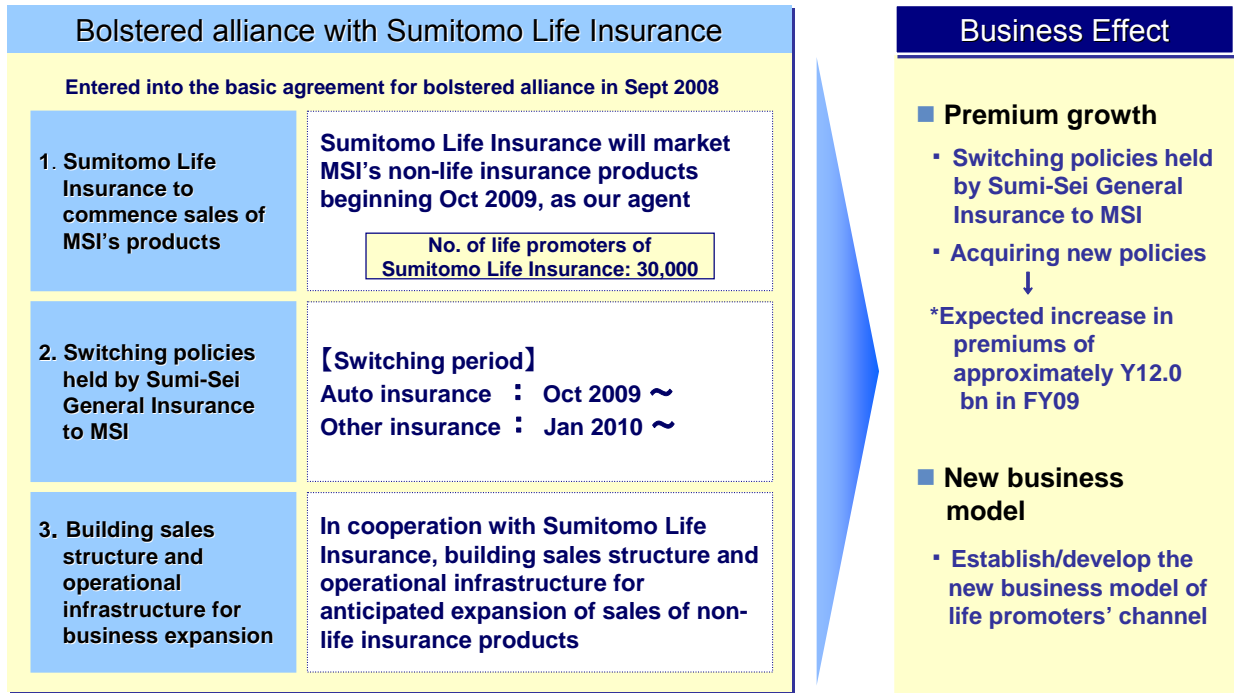 Bolstered alliance with Sumitomo Life Insurance
Entered into the basic agreement for bolstered alliance in Sept 2008
1. Sumitomo Life
Insurance to
commence sales of
MSI's products
Sumitomo Life Insurance will market
MSI's non-life insurance products
beginning Oct 2009, as our agent
No. of life promoters of
Sumitomo Life Insurance: 30,000
2. Switching policies
held by Sumi-Sei
General Insurance
to MSI
【Switching period】
Auto insurance : Oct 2009 ~
Other insurance : Jan 2010 ~
3. Building sales
structure and
operational
infrastructure for
business expansion
In cooperation with Sumitomo Life
Insurance, building sales structure and
operational infrastructure for
anticipated expansion of sales of non-
life insurance products
Business Effect
■ Premium growth
・ Switching policies held
by Sumi-Sei General
Insurance to MSI
・ Acquiring new policies
↓
*Expected increase in
premiums of
approximately Y12.0
bn in FY09
■ New business
model
・ Establish/develop the
new business model of
life promoters' channel